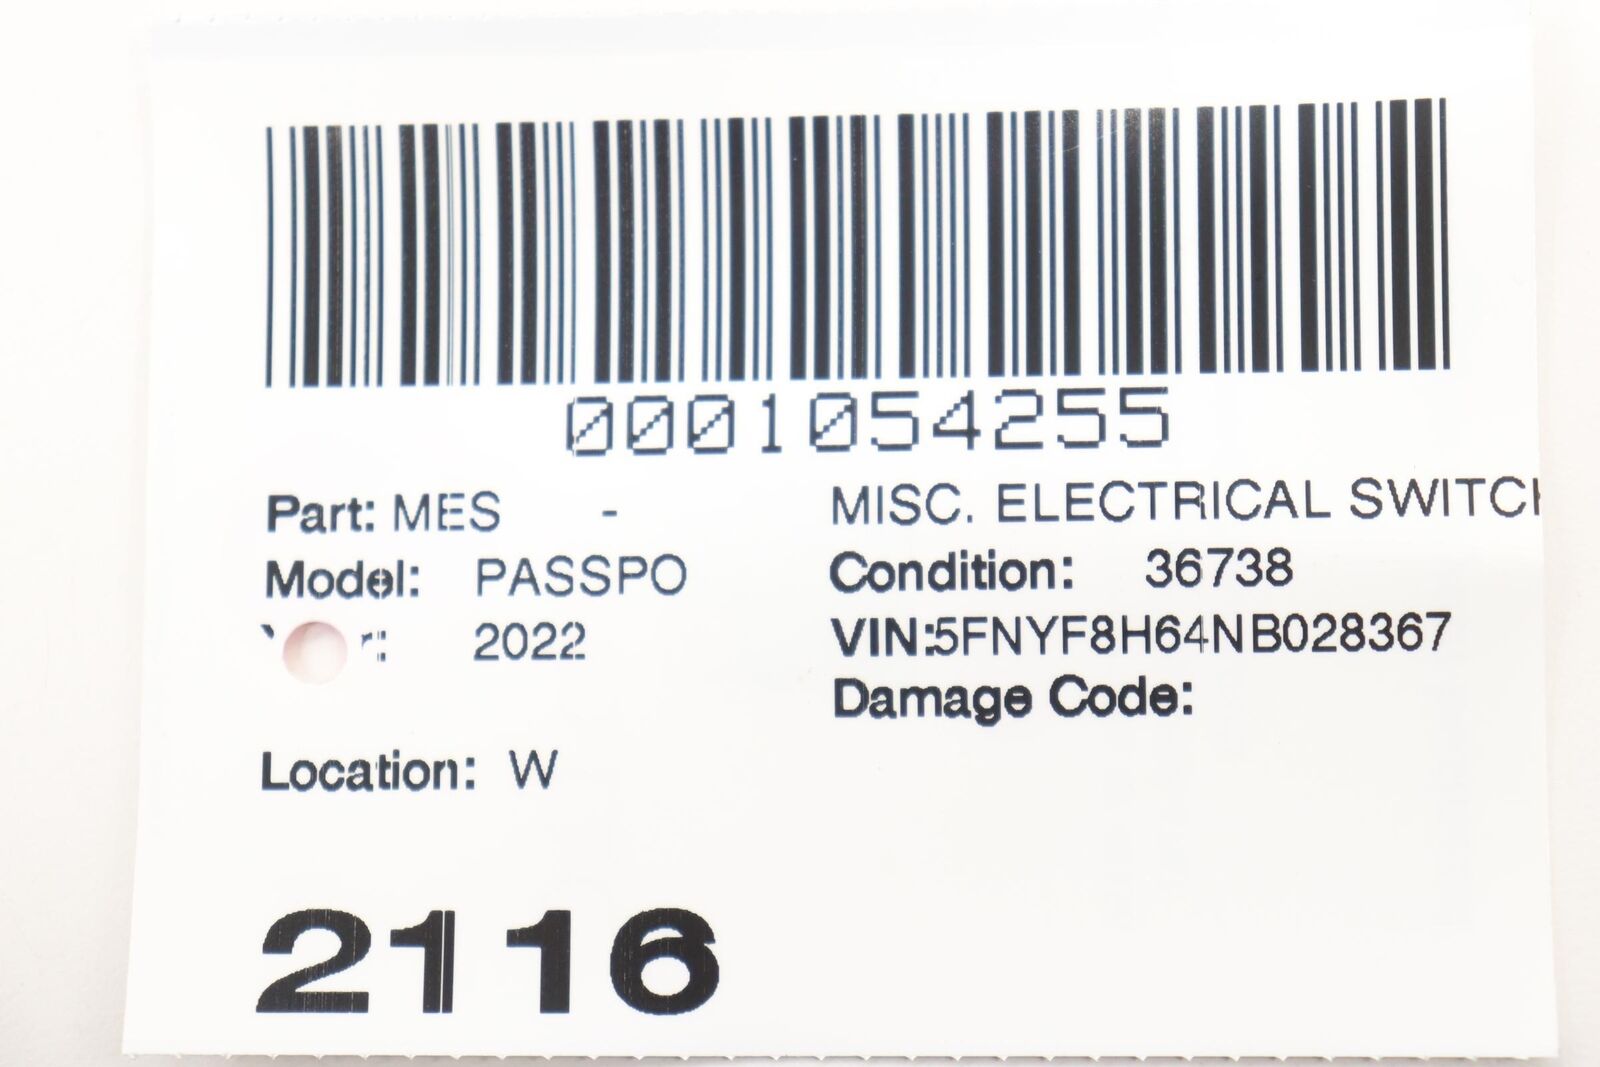 0001054255
Part: MES - MISC. ELECTRICAL SWITCH
Model: PASSPO Condition: 36738
2022 VIN:5FNYF8H64NB028367
Damage Code:
Location: W
2116